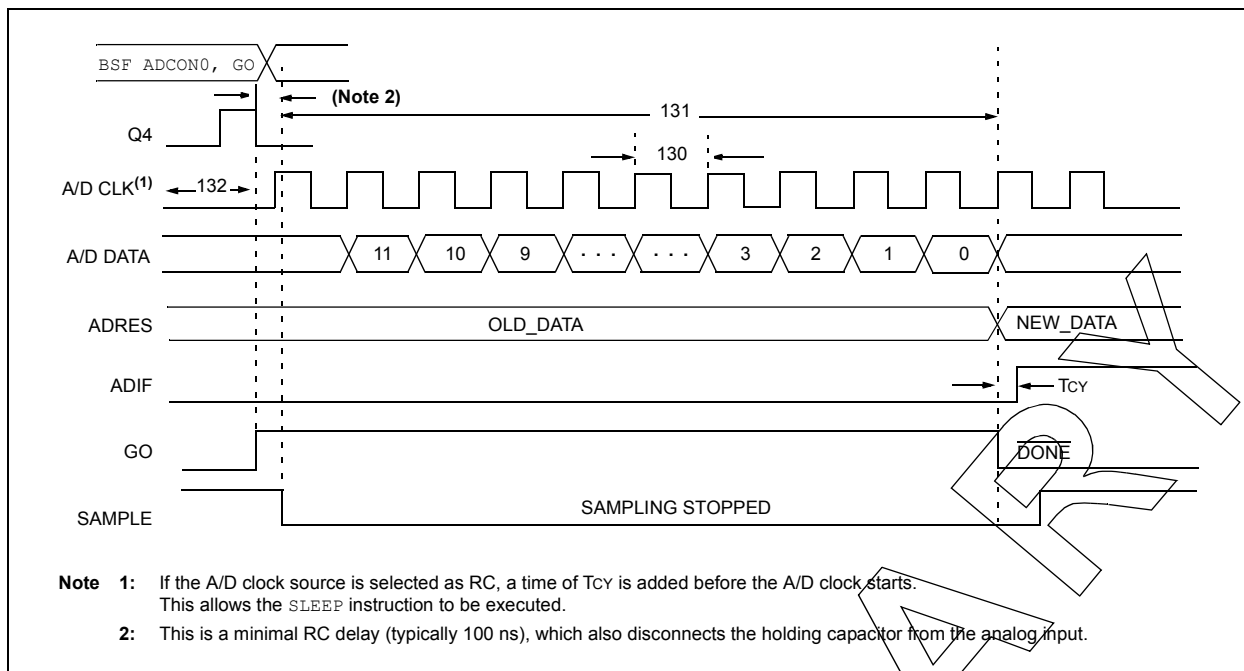 BSF ADCON0, GO
(Note 2)
131
Q4
130
A/D CLK(1)
132
A/D DATA
11 10 9 · · · · · · 3 2 1 0
ADRES
OLD_DATA
NEW_DATA
ADIF
TCY
GO
DONE
SAMPLE
SAMPLING STOPPED
Note 1: If the A/D clock source is selected as RC, a time of TCY is added before the A/D clock starts.
This allows the SLEEP instruction to be executed.
2: This is a minimal RC delay (typically 100 ns), which also disconnects the holding capacitor from the analog input.
A R Y